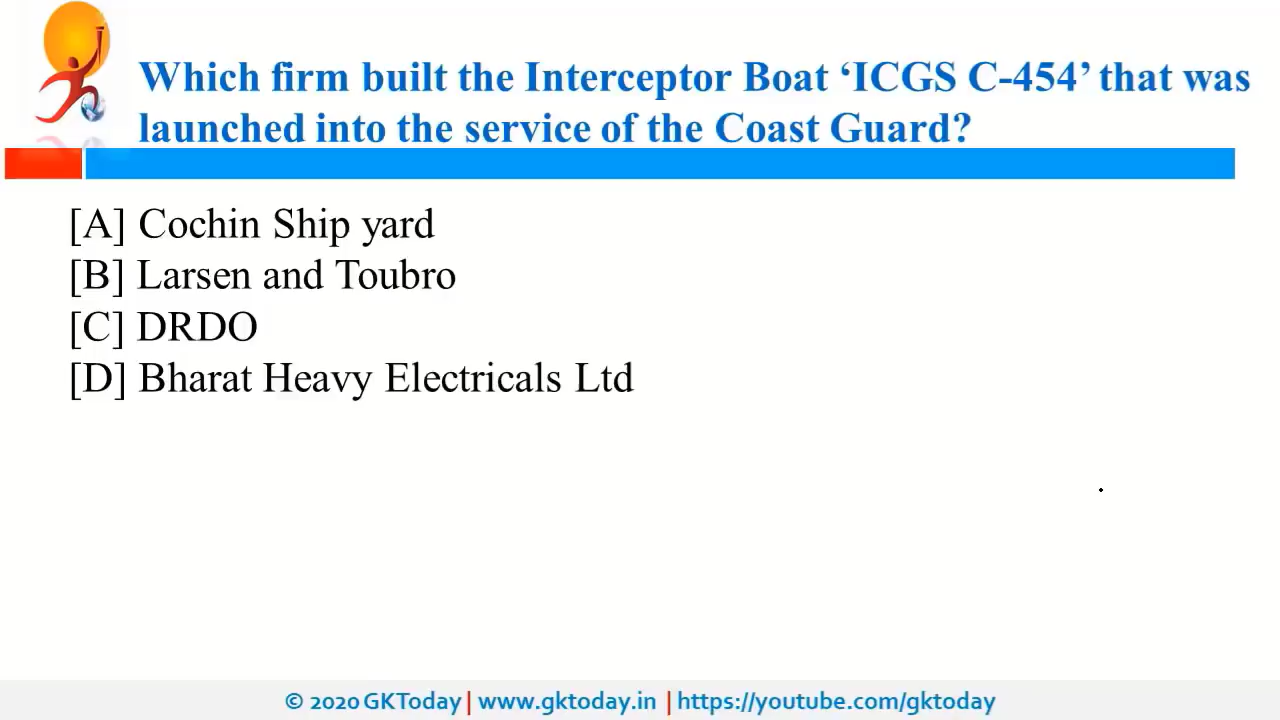 Which firm built the Interceptor Boat ‘ICGS C-454’ that was
launched into the service of the Coast Guard?
[A] Cochin Ship yard
[B] Larsen and Toubro
[C] DRDO
[D] Bharat Heavy Electricals Ltd
© 2020 GKToday | www.gktoday.in | https://youtube.com/gktoday